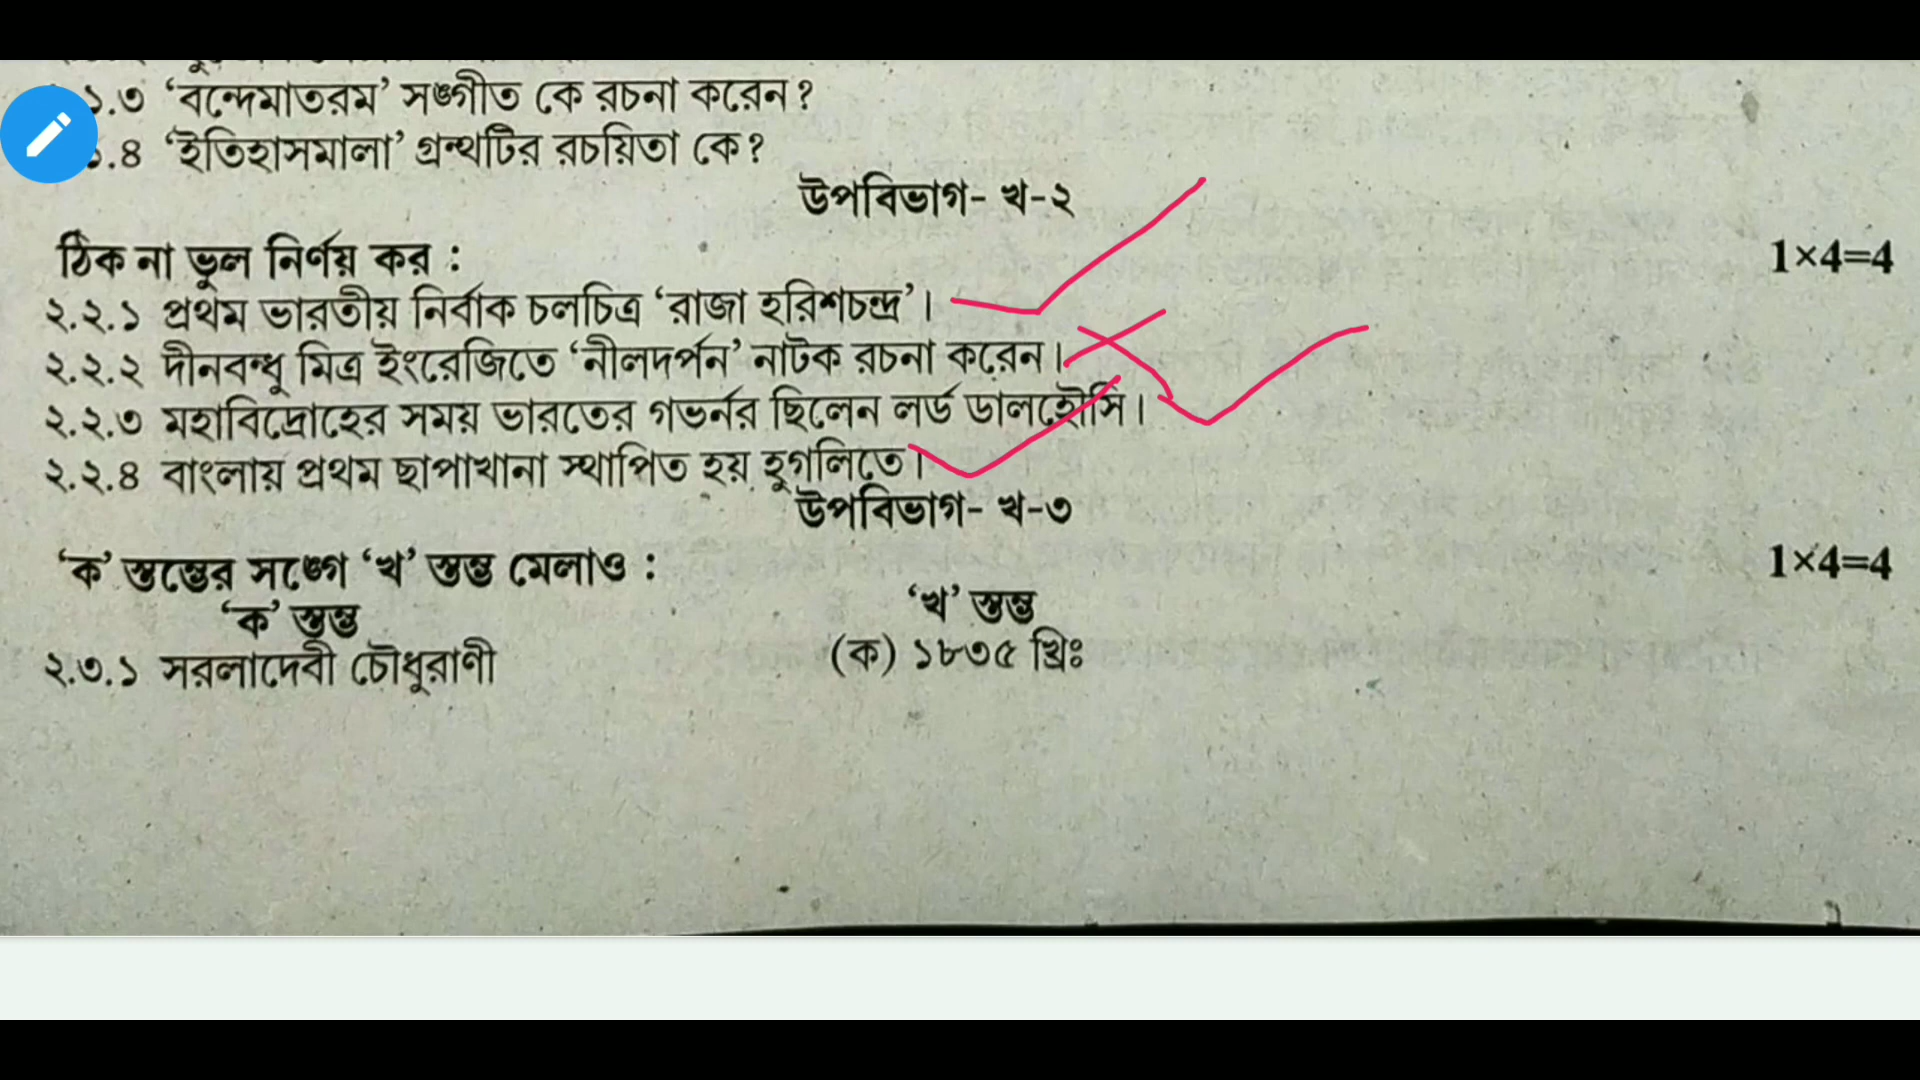 ১.৩ ‘বন্দেমাতরম’ সঙ্গীত কে রচনা করেন?
.৪ ‘ইতিহাসমালা’ গ্রন্থটির রচয়িতা কে?
উপবিভাগ- খ-২
ঠিক না ভুল নির্ণয় কর : 1×4=4
২.২.১ প্রথম ভারতীয় নির্বাক চলচিত্র ‘রাজা হরিশচন্দ্র’।
২.২.২ দীনবন্ধু মিত্র ইংরেজিতে ‘নীলদর্পন’ নাটক রচনা করেন।
২.২.৩ মহাবিদ্রোহের সময় ভারতের গভর্নর ছিলেন লর্ড ডালহৌসি।
২.২.৪ বাংলায় প্রথম ছাপাখানা স্থাপিত হয় হুগলিতে।
উপবিভাগ- খ-৩
‘ক’ স্তম্ভের সঙ্গে ‘খ’ স্তম্ভ মেলাও : 1×4=4
‘ক’ স্তম্ভ ‘খ’ স্তম্ভ
২.৩.১ সরলাদেবী চৌধুরাণী (ক) ১৮৩৫ খ্রিঃ